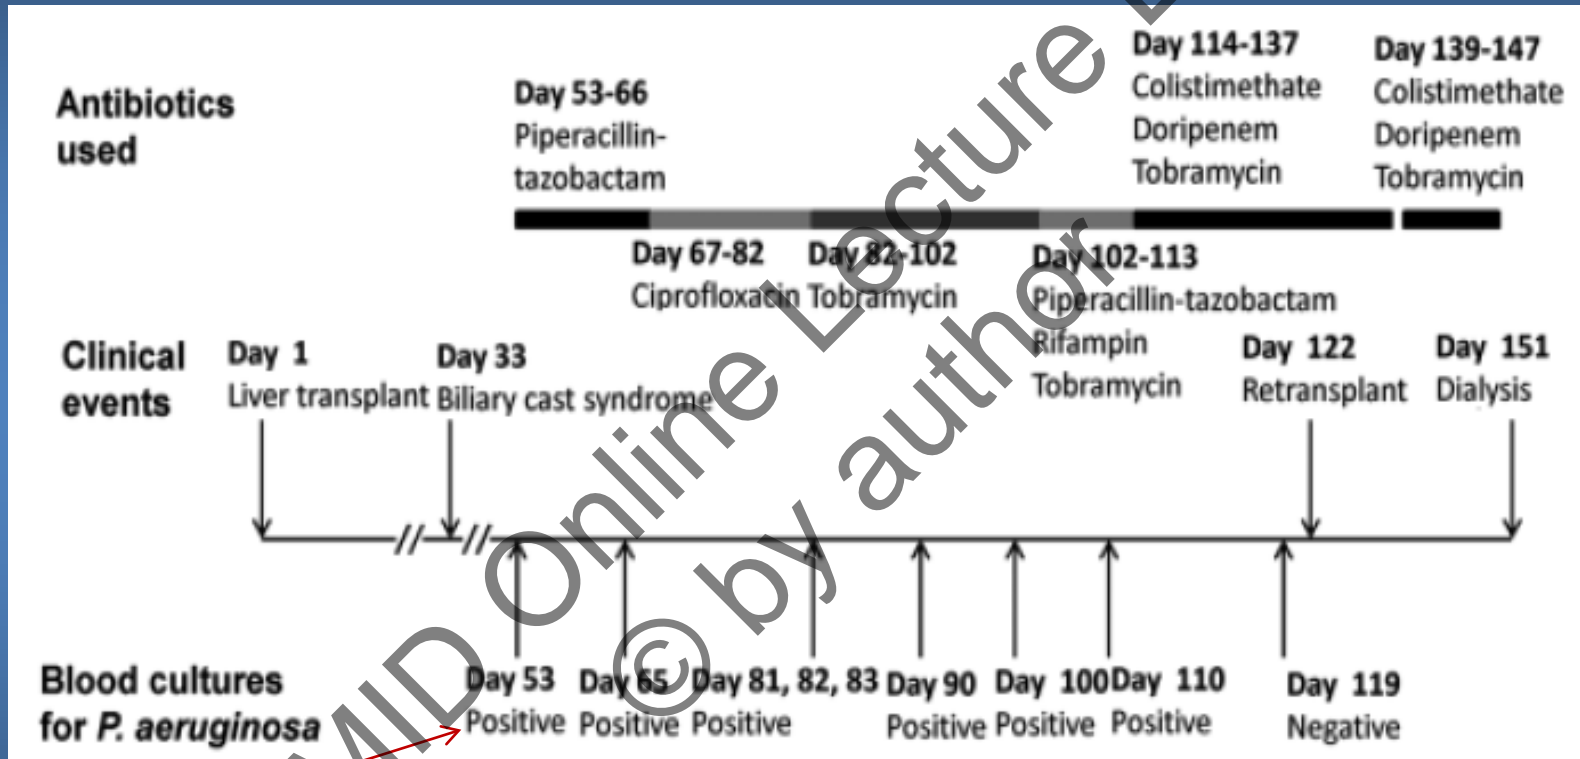 Antibiotics
used
Day 53-66
Piperacillin-
tazobactam
Day 114-137
Colistimethate
Doripenem
Tobramycin
Day 139-147
Colistimethate
Doripenem
Tobramycin
Day 67-82
Ciprofloxacin
Day 82-102
Tobramycin
Day 102-113
Piperacillin-tazobactam
Rifampin
Tobramycin
Clinical
events
Day 1
Liver transplant
Day 33
Biliary cast syndrome
Day 122
Retransplant
Day 151
Dialysis
Blood cultures
for P. aeruginosa
Day 53
Positive
Day 65
Positive
Day 81, 82, 83
Positive
Day 90
Positive
Day 100
Positive
Day 110
Positive
Day 119
Negative
MID Online Lecture
© by author